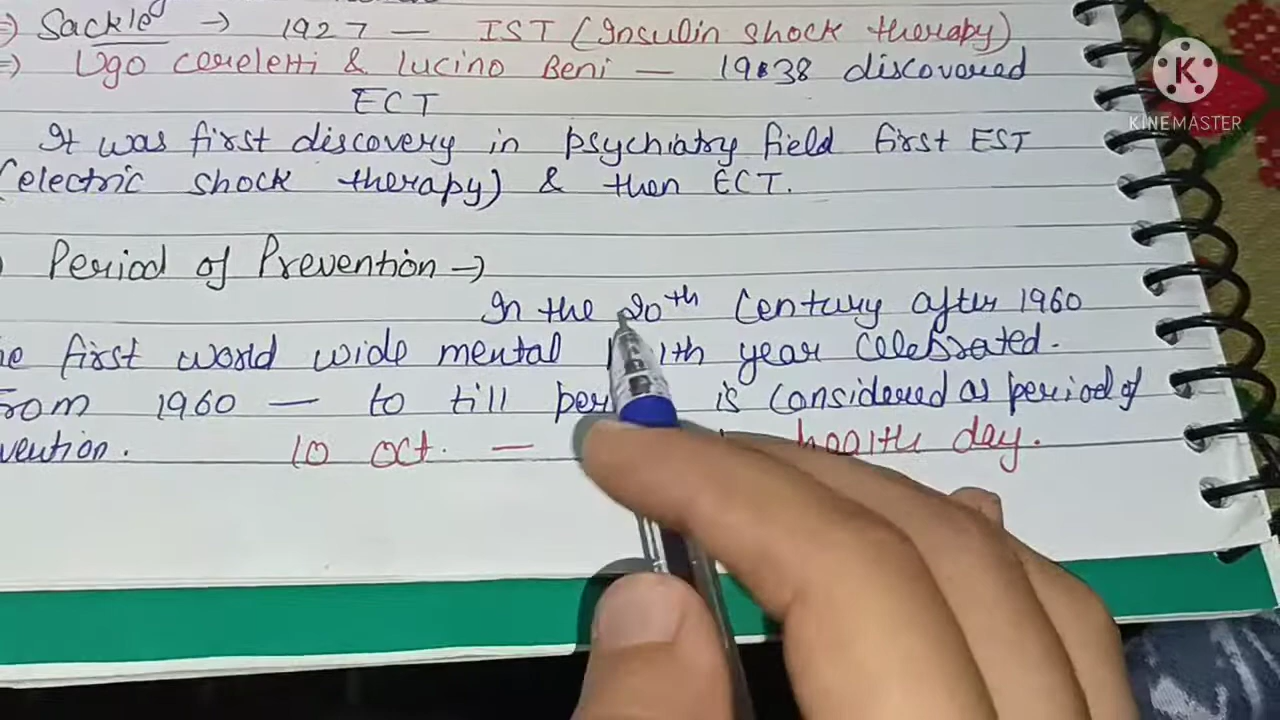 =) Sackle → 1927 — IST (Insulin shock therapy)
=) Ugo cereletti & Lucino Beni — 1938 discovered
ECT
It was first discovery in psychiatry field first EST
(electric shock therapy) & then ECT.
Period of Prevention →
In the 20th Century after 1960
first world wide mental year celebrated.
1960 — to till is considered as period of
10 oct. — health day.
KINEMASTER